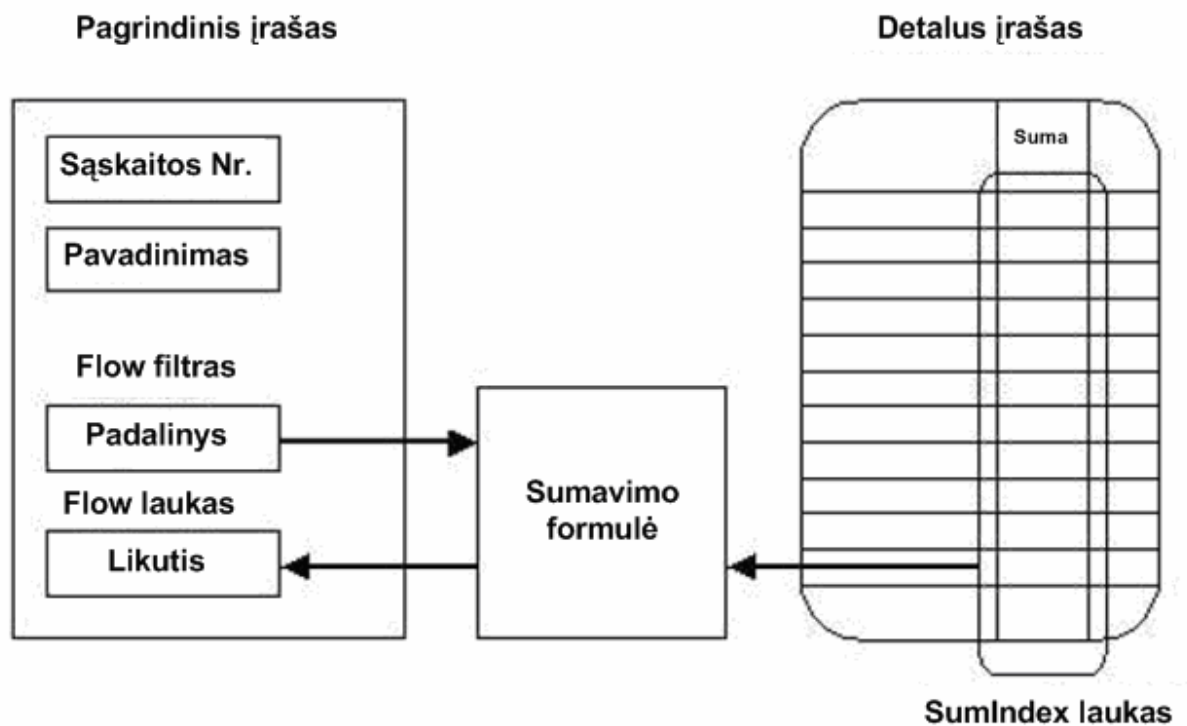 Pagrindinis įrašas
Detalus įrašas
Sąskaitos Nr.
Pavadinimas
Flow filtras
Padalinys
Flow laukas
Likutis
Sumavimo
formulė
Suma
SumIndex laukas